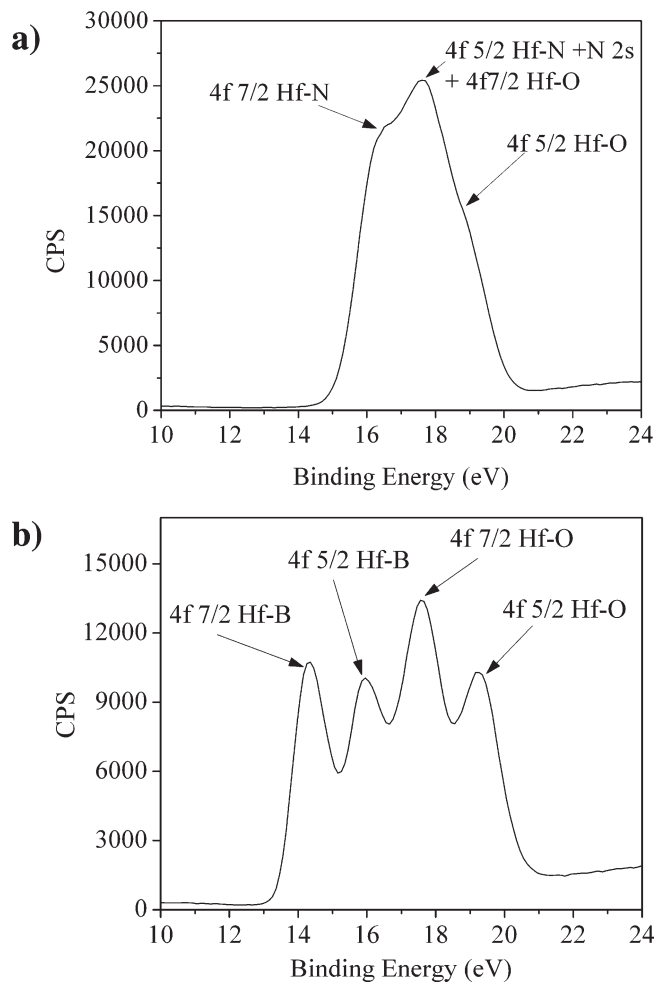 a)
30000
25000
20000
15000
10000
5000
0
CPS
4f 7/2 Hf-N
4f 5/2 Hf-N +N 2s
+ 4f7/2 Hf-O
4f 5/2 Hf-O
10 12 14 16 18 20 22 24
Binding Energy (eV)
b)
15000
12000
9000
6000
3000
0
CPS
4f 7/2 Hf-B
4f 5/2 Hf-B
4f 7/2 Hf-O
4f 5/2 Hf-O
10 12 14 16 18 20 22 24
Binding Energy (eV)